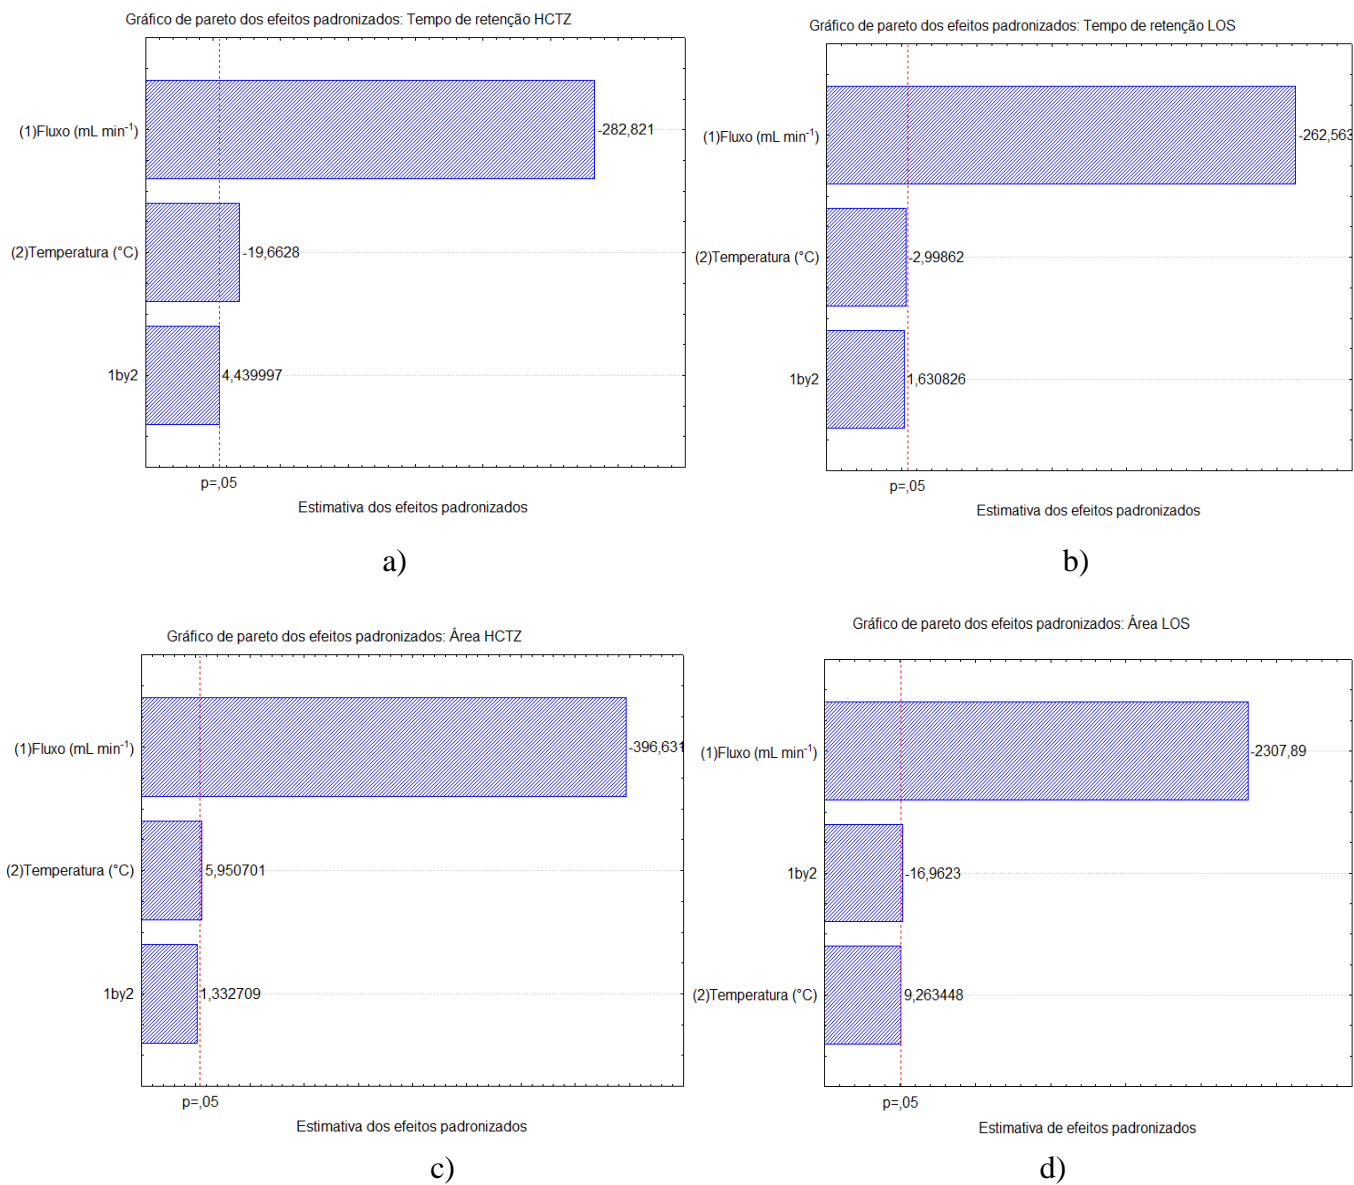 Gráfico de pareto dos efeitos padronizados: Tempo de retenção HCTZ
(1)Fluxo (mL min⁻¹)
-282,821
(2)Temperatura (°C)
-19,6628
1by2
4,439997
p=,05
Estimativa dos efeitos padronizados
a)
Gráfico de pareto dos efeitos padronizados: Tempo de retenção LOS
(1)Fluxo (mL min⁻¹)
-262,563
(2)Temperatura (°C)
-2,99862
1by2
1,630826
p=,05
Estimativa dos efeitos padronizados
b)
Gráfico de pareto dos efeitos padronizados: Área HCTZ
(1)Fluxo (mL min⁻¹)
-396,631
(2)Temperatura (°C)
5,950701
1by2
1,332709
p=,05
Estimativa dos efeitos padronizados
c)
Gráfico de pareto dos efeitos padronizados: Área LOS
(1)Fluxo (mL min⁻¹)
-2307,89
1by2
-16,9623
(2)Temperatura (°C)
9,263448
p=,05
Estimativa de efeitos padronizados
d)